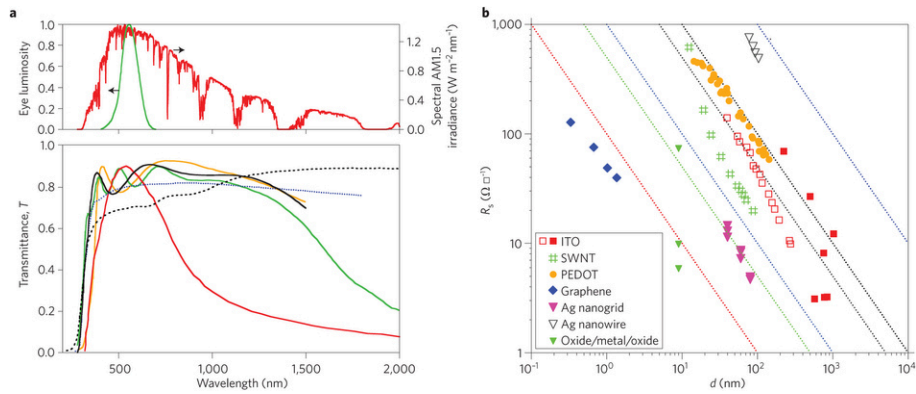 a
1.0
0.8
0.6
0.4
0.2
0.0
Eye luminosity
1.2
0.8
0.4
0.0
Spectral AM1.5
irradiance (W m⁻² nm⁻¹)
1.0
0.8
0.6
0.4
0.2
0.0
Transmittance, T
500
1,000
1,500
2,000
Wavelength (nm)
b
1,000
100
10
1
Rs (Ω □⁻¹)
ITO
SWNT
PEDOT
Graphene
Ag nanogrid
Ag nanowire
Oxide/metal/oxide
10⁻¹
10⁰
10¹
10²
10³
10⁴
d (nm)